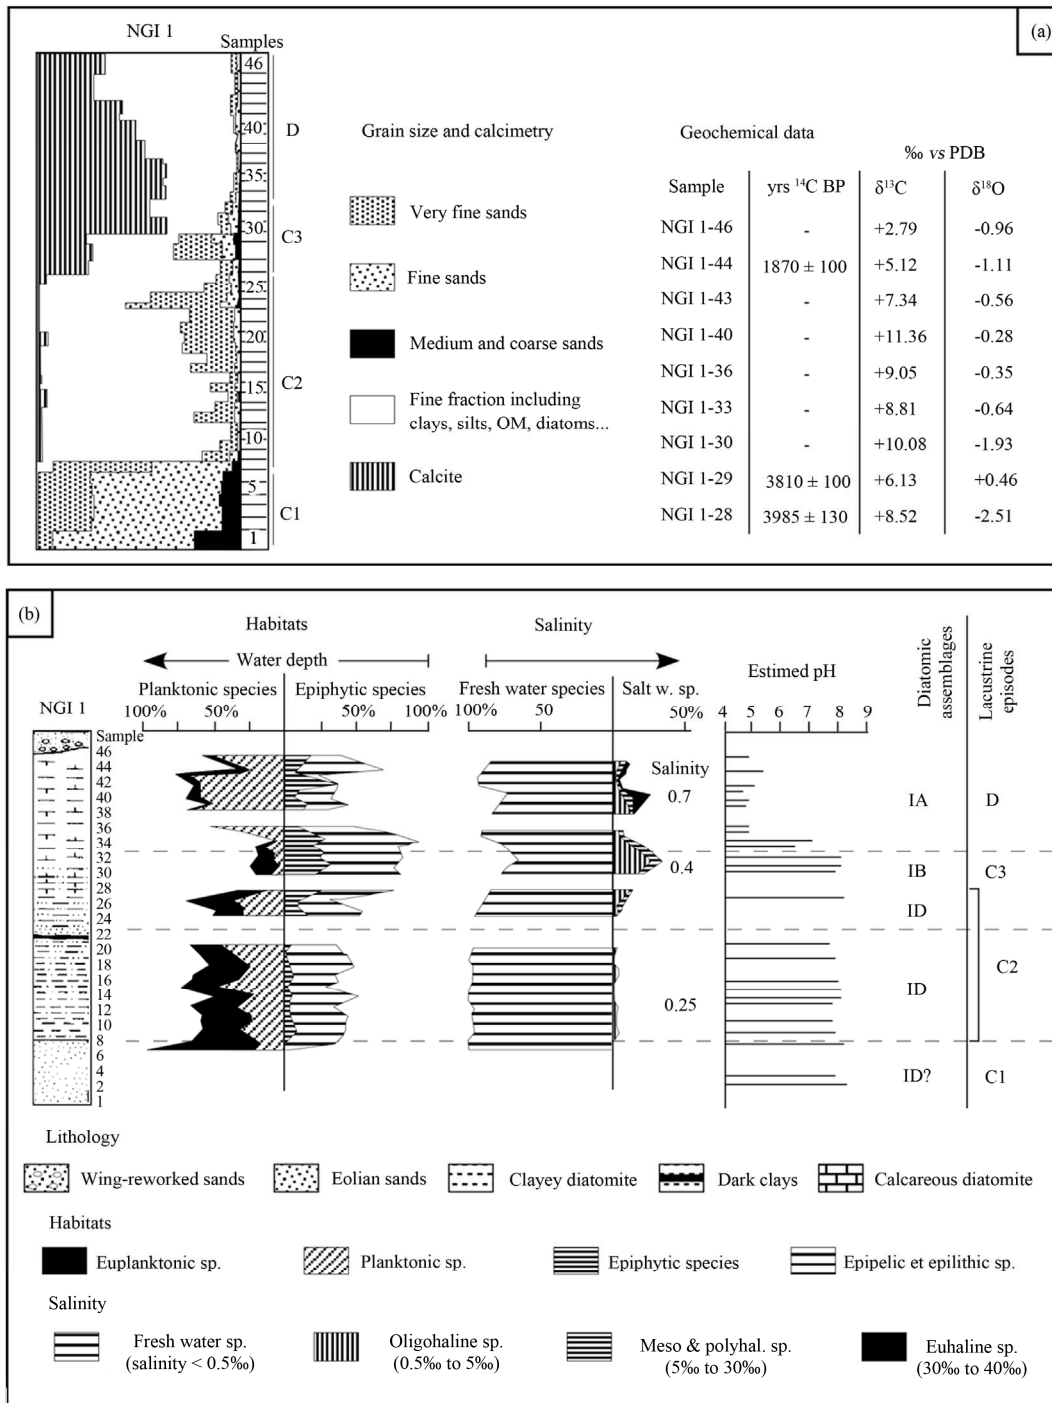 (a)
NGI 1
Samples
46
40
35
30
25
20
15
10
5
1
D
C3
C2
C1
Grain size and calcimetry
Very fine sands
Fine sands
Medium and coarse sands
Fine fraction including
clays, silts, OM, diatoms...
Calcite
Geochemical data
‰ vs PDB
Sample yrs ¹⁴C BP δ¹³C δ¹⁸O
NGI 1-46 - +2.79 -0.96
NGI 1-44 1870 ± 100 +5.12 -1.11
NGI 1-43 - +7.34 -0.56
NGI 1-40 - +11.36 -0.28
NGI 1-36 - +9.05 -0.35
NGI 1-33 - +8.81 -0.64
NGI 1-30 - +10.08 -1.93
NGI 1-29 3810 ± 100 +6.13 +0.46
NGI 1-28 3985 ± 130 +8.52 -2.51
(b)
Habitats Salinity
Water depth
Planktonic species Epiphytic species Fresh water species Salt w. sp.
100% 50% 50% 100% 100% 50 50%
Estimed pH
4 5 6 7 8 9
Diatomic
assemblages
Lacustrine
episodes
NGI 1
Sample
46
44
42
40
38
36
34
32
30
28
26
24
22
20
18
16
14
12
10
8
6
4
2
1
Salinity
0.7
0.4
0.25
IA D
IB C3
ID
ID C2
ID? C1
Lithology
Wing-reworked sands Eolian sands Clayey diatomite Dark clays Calcareous diatomite
Habitats
Euplanktonic sp. Planktonic sp. Epiphytic species Epipelic et epilithic sp.
Salinity
Fresh water sp. Oligohaline sp. Meso & polyhal. sp. Euhaline sp.
(salinity < 0.5‰) (0.5‰ to 5‰) (5‰ to 30‰) (30‰ to 40‰)